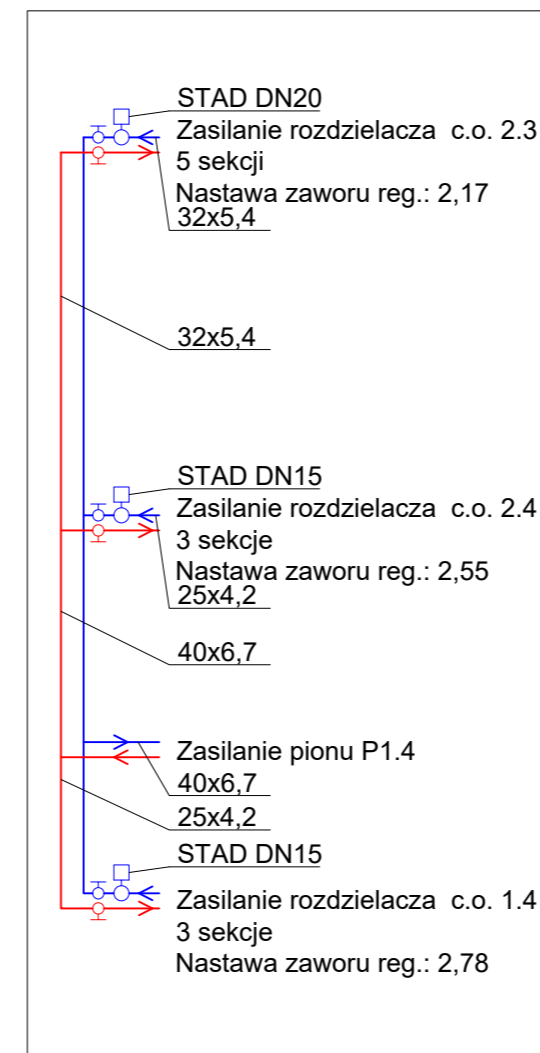 STAD DN20
Zasilanie rozdzielacza c.o. 2.3
5 sekcji
Nastawa zaworu reg.: 2,17
32x5,4
32x5,4
STAD DN15
Zasilanie rozdzielacza c.o. 2.4
3 sekcje
Nastawa zaworu reg.: 2,55
25x4,2
40x6,7
Zasilanie pionu P1.4
40x6,7
25x4,2
STAD DN15
Zasilanie rozdzielacza c.o. 1.4
3 sekcje
Nastawa zaworu reg.: 2,78